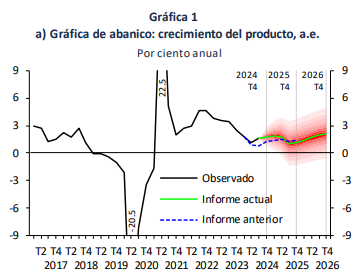 Gráfica 1
a) Gráfica de abanico: crecimiento del producto, a.e.
Por ciento anual
9 9
2024 2025 2026
T4 T4 T4
6 6
22.5
3 3
0 0
-3 -3
Observado
-6 Informe actual -6
-20.5
Informe anterior
-9 -9
T2 T4 T2 T4 T2 T4 T2 T4 T2 T4 T2 T4 T2 T4 T2 T4 T2 T4 T2 T4
2017 2018 2019 2020 2021 2022 2023 2024 2025 2026